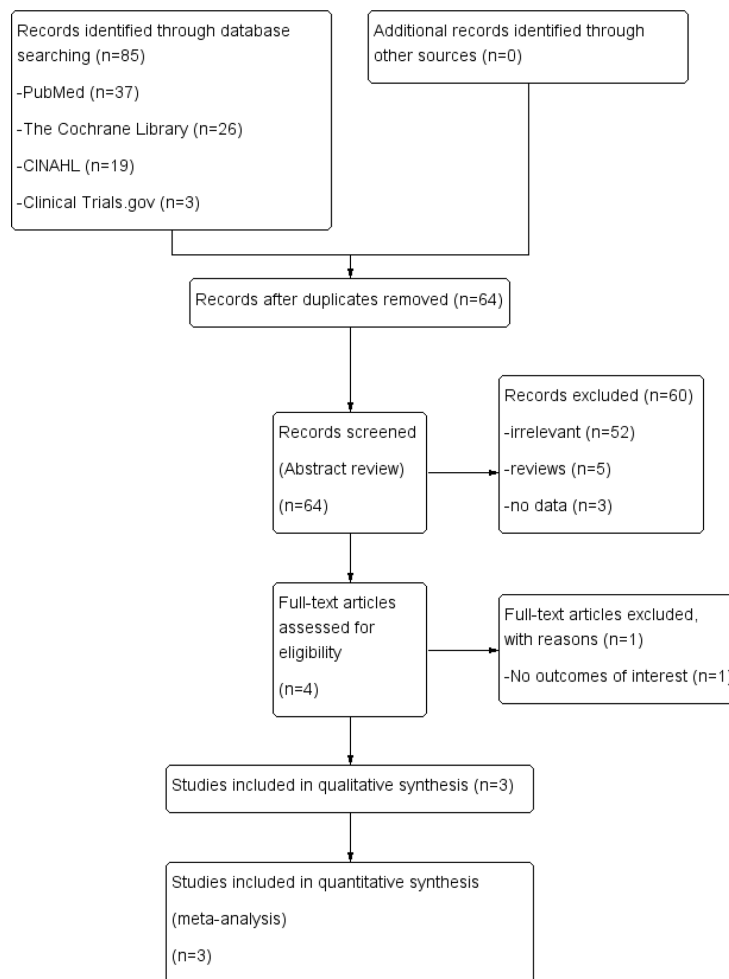 Records identified through database
searching (n=85)
-PubMed (n=37)
-The Cochrane Library (n=26)
-CINAHL (n=19)
-Clinical Trials.gov (n=3)
Additional records identified through
other sources (n=0)
Records after duplicates removed (n=64)
Records screened
(Abstract review)
(n=64)
Records excluded (n=60)
-irrelevant (n=52)
-reviews (n=5)
-no data (n=3)
Full-text articles
assessed for
eligibility
(n=4)
Full-text articles excluded,
with reasons (n=1)
-No outcomes of interest (n=1)
Studies included in qualitative synthesis (n=3)
Studies included in quantitative synthesis
(meta-analysis)
(n=3)